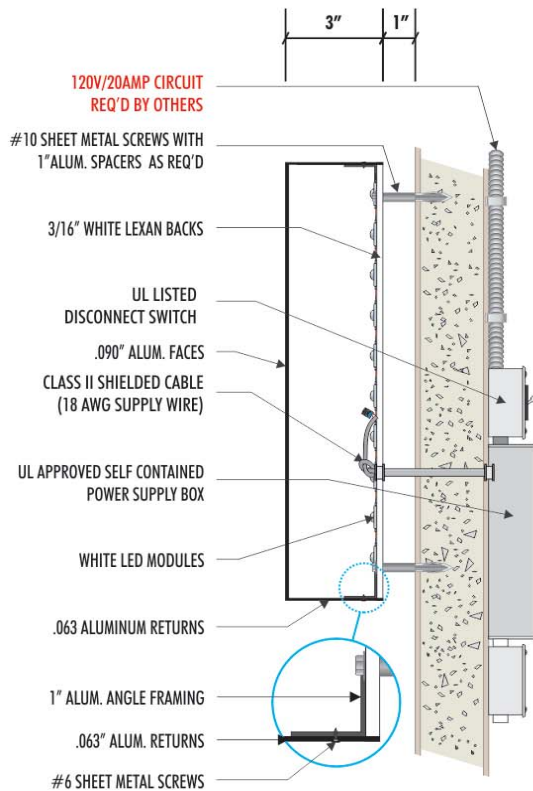 3" 1"
120V/20AMP CIRCUIT
REQ'D BY OTHERS
#10 SHEET METAL SCREWS WITH
1"ALUM. SPACERS AS REQ'D
3/16" WHITE LEXAN BACKS
UL LISTED
DISCONNECT SWITCH
.090" ALUM. FACES
CLASS II SHIELDED CABLE
(18 AWG SUPPLY WIRE)
UL APPROVED SELF CONTAINED
POWER SUPPLY BOX
WHITE LED MODULES
.063 ALUMINUM RETURNS
1" ALUM. ANGLE FRAMING
.063" ALUM. RETURNS
#6 SHEET METAL SCREWS